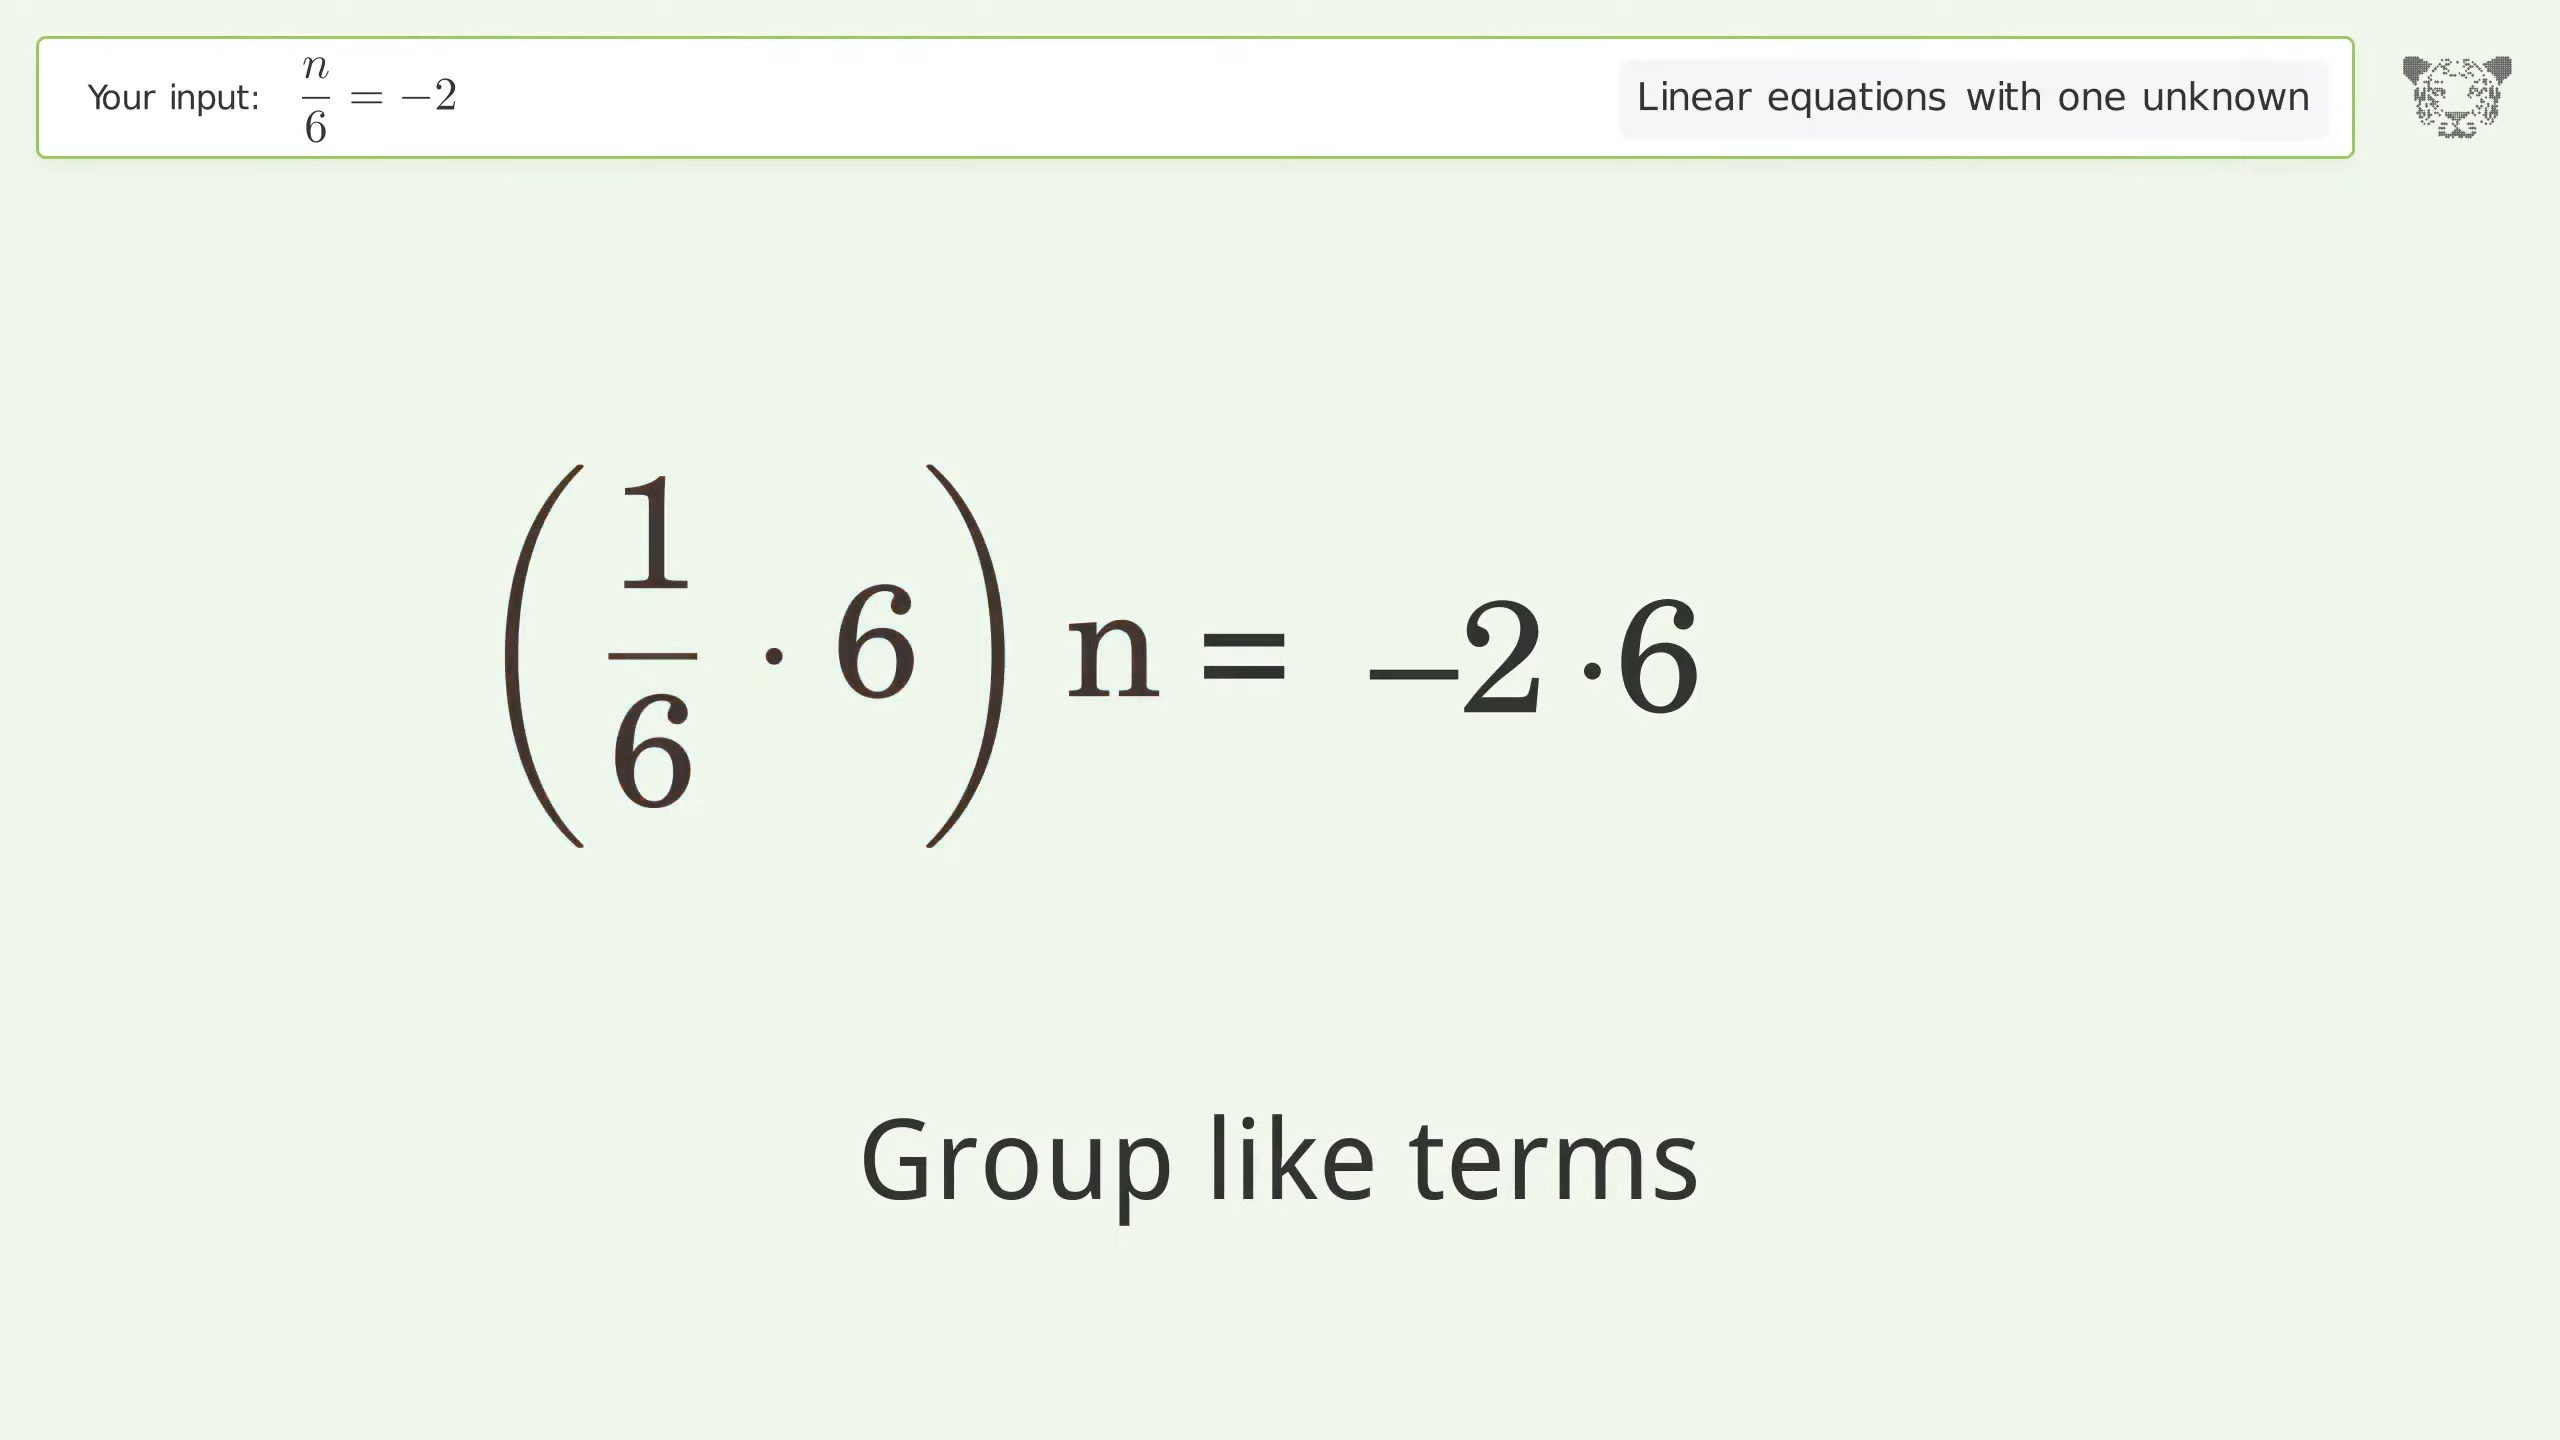 Your input: n/6 = −2
Linear equations with one unknown
(1/6 · 6) n = −2 · 6
Group like terms